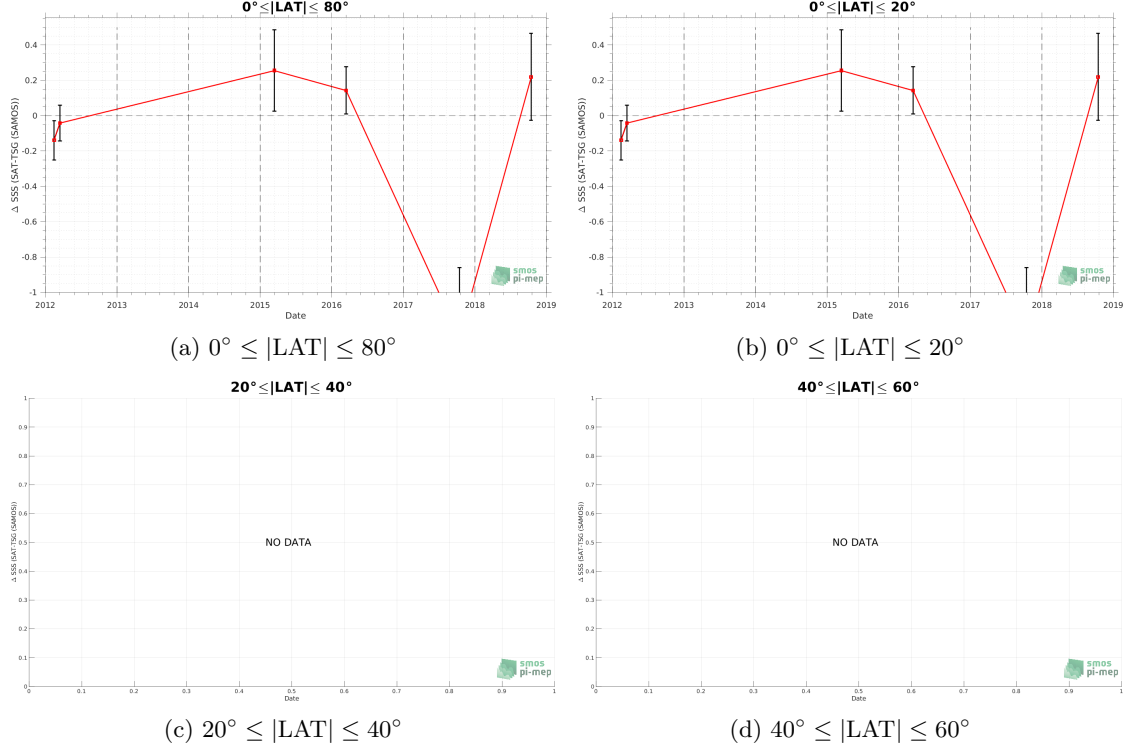 0°≤|LAT|≤ 80°
Δ SSS (SAT-TSG (SAMOS))
0.4
0.2
0
-0.2
-0.4
-0.6
-0.8
-1
2012 2013 2014 2015 2016 2017 2018 2019
Date
smos
pi-mep
(a) 0° ≤ |LAT| ≤ 80°
0°≤|LAT|≤ 20°
Δ SSS (SAT-TSG (SAMOS))
0.4
0.2
0
-0.2
-0.4
-0.6
-0.8
-1
2012 2013 2014 2015 2016 2017 2018 2019
Date
smos
pi-mep
(b) 0° ≤ |LAT| ≤ 20°
20°≤|LAT|≤ 40°
Δ SSS (SAT-TSG (SAMOS))
1
0.9
0.8
0.7
0.6
0.5
0.4
0.3
0.2
0.1
0
NO DATA
0 0.1 0.2 0.3 0.4 0.5 0.6 0.7 0.8 0.9 1
Date
smos
pi-mep
(c) 20° ≤ |LAT| ≤ 40°
40°≤|LAT|≤ 60°
Δ SSS (SAT-TSG (SAMOS))
1
0.9
0.8
0.7
0.6
0.5
0.4
0.3
0.2
0.1
0
NO DATA
0 0.1 0.2 0.3 0.4 0.5 0.6 0.7 0.8 0.9 1
Date
smos
pi-mep
(d) 40° ≤ |LAT| ≤ 60°